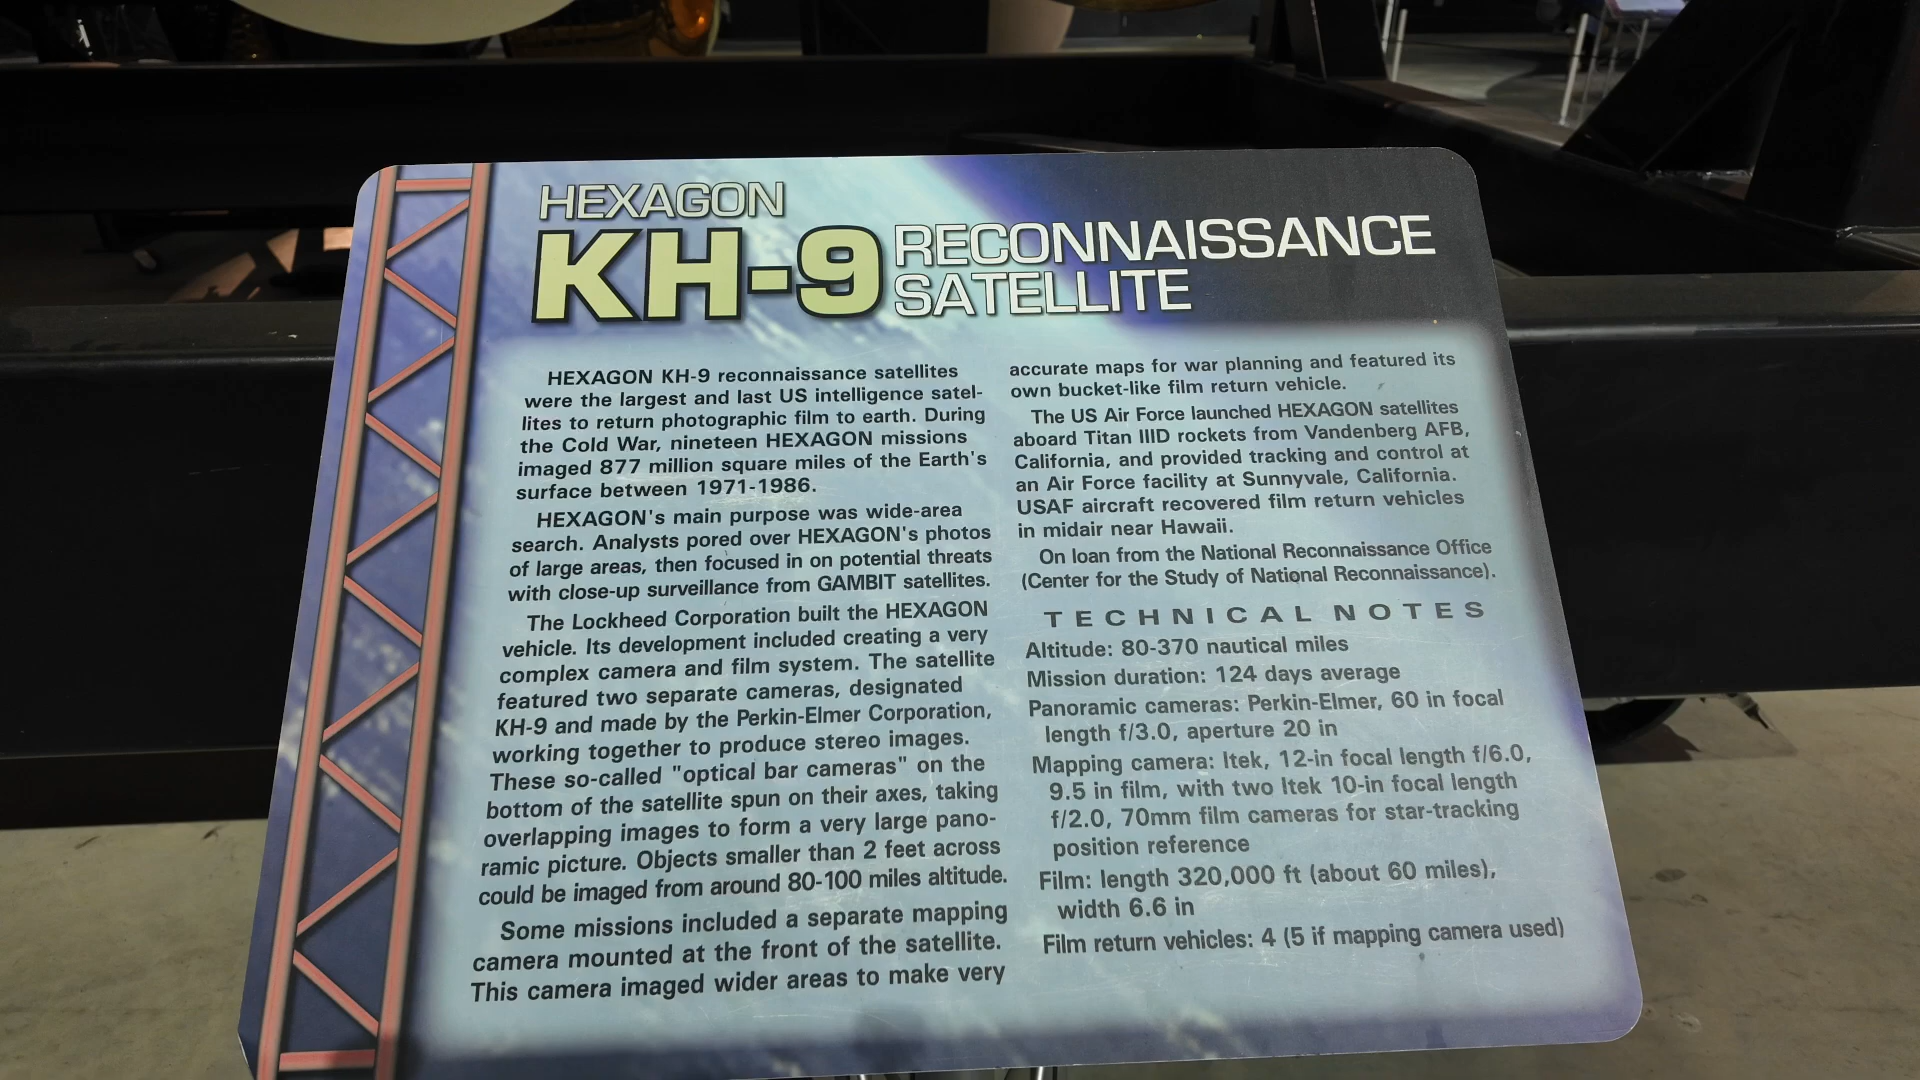 HEXAGON
KH-9 RECONNAISSANCE
SATELLITE
HEXAGON KH-9 reconnaissance satellites
were the largest and last US intelligence satel-
lites to return photographic film to earth. During
the Cold War, nineteen HEXAGON missions
imaged 877 million square miles of the Earth's
surface between 1971-1986.
HEXAGON's main purpose was wide-area
search. Analysts pored over HEXAGON's photos
of large areas, then focused in on potential threats
with close-up surveillance from GAMBIT satellites.
The Lockheed Corporation built the HEXAGON
vehicle. Its development included creating a very
complex camera and film system. The satellite
featured two separate cameras, designated
KH-9 and made by the Perkin-Elmer Corporation,
working together to produce stereo images.
These so-called "optical bar cameras" on the
bottom of the satellite spun on their axes, taking
overlapping images to form a very large pano-
ramic picture. Objects smaller than 2 feet across
could be imaged from around 80-100 miles altitude.
Some missions included a separate mapping
camera mounted at the front of the satellite.
This camera imaged wider areas to make very
accurate maps for war planning and featured its
own bucket-like film return vehicle.
The US Air Force launched HEXAGON satellites
aboard Titan IIID rockets from Vandenberg AFB,
California, and provided tracking and control at
an Air Force facility at Sunnyvale, California.
USAF aircraft recovered film return vehicles
in midair near Hawaii.
On loan from the National Reconnaissance Office
(Center for the Study of National Reconnaissance).
TECHNICAL NOTES
Altitude: 80-370 nautical miles
Mission duration: 124 days average
Panoramic cameras: Perkin-Elmer, 60 in focal
length f/3.0, aperture 20 in
Mapping camera: Itek, 12-in focal length f/6.0,
9.5 in film, with two Itek 10-in focal length
f/2.0, 70mm film cameras for star-tracking
position reference
Film: length 320,000 ft (about 60 miles),
width 6.6 in
Film return vehicles: 4 (5 if mapping camera used)